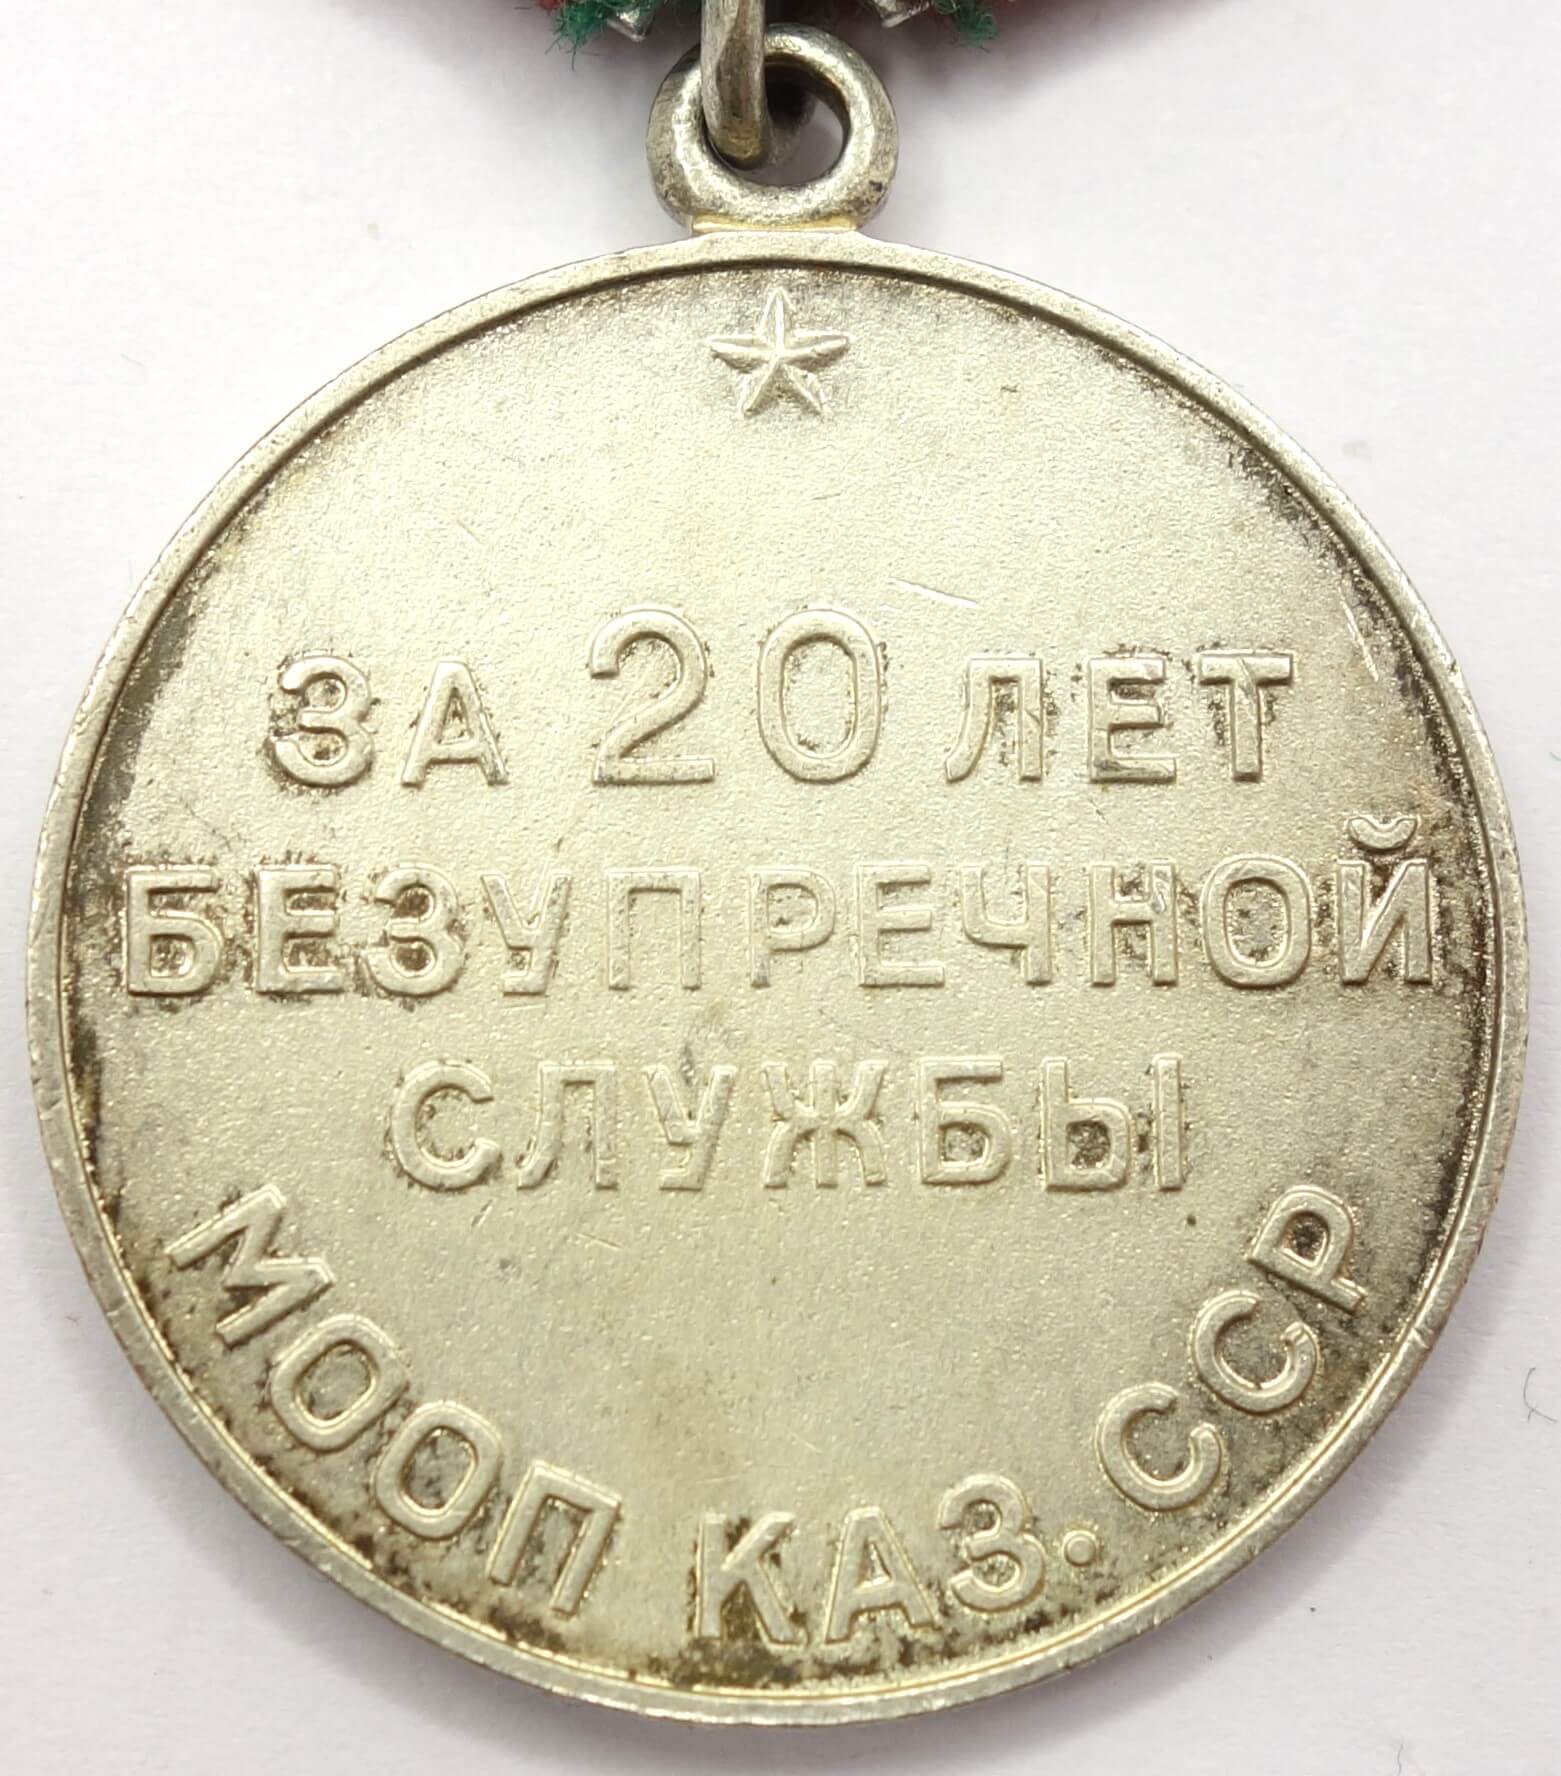 ЗА 20 ЛЕТ
БЕЗУПРЕЧНОЙ
СЛУЖБЫ
МООП КАЗ. ССР